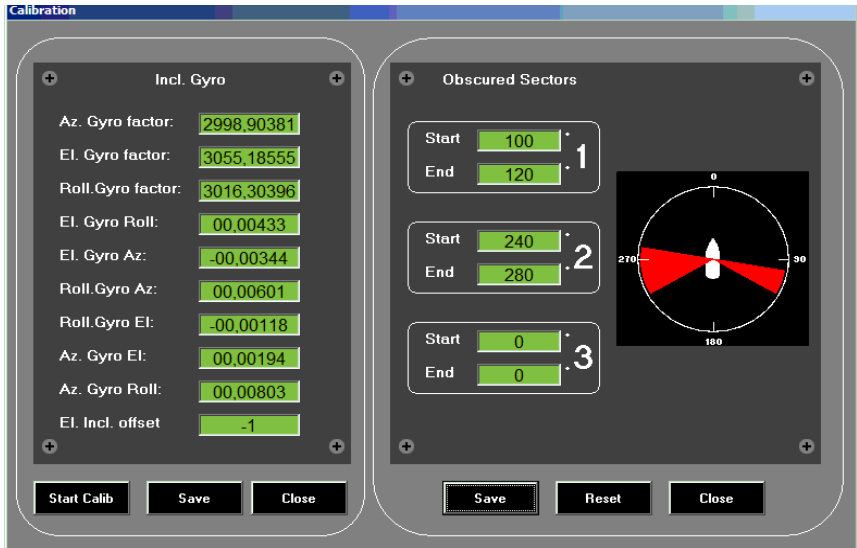 Calibration
Incl. Gyro
Az. Gyro factor: 2998,90381
El. Gyro factor: 3055,18555
Roll.Gyro factor: 3016,30396
El. Gyro Roll: 00,00433
El. Gyro Az: -00,00344
Roll.Gyro Az: 00,00601
Roll.Gyro El: -00,00118
Az. Gyro El: 00,00194
Az. Gyro Roll: 00,00803
El. Incl. offset -1
Start Calib Save Close
Obscured Sectors
Start 100 °
1
End 120 °
Start 240 °
2
End 280 °
Start 0 °
3
End 0 °
0
270 90
180
Save Reset Close